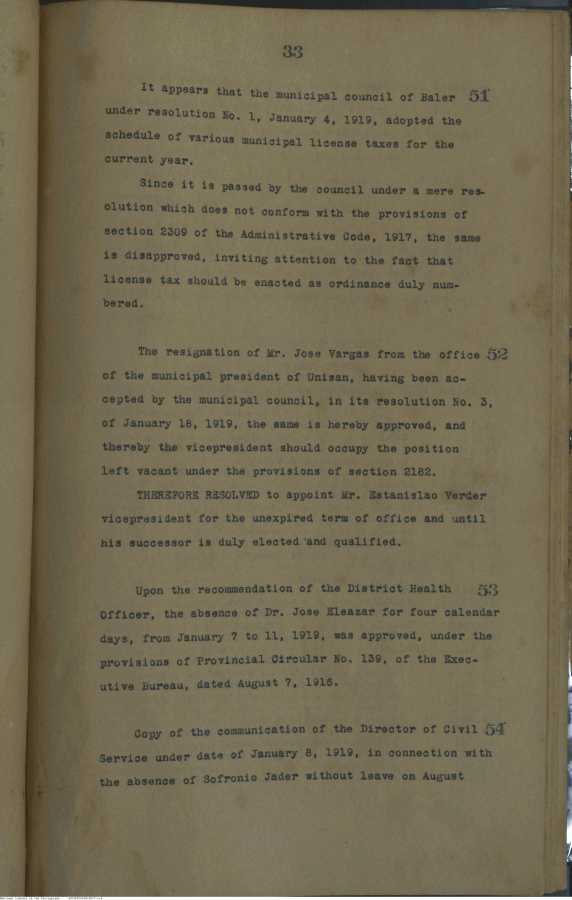 33
It appears that the municipal council of Baler 51
under resolution No. 1, January 4, 1919, adopted the
schedule of various municipal license taxes for the
current year.
Since it is passed by the council under a mere res-
olution which does not conform with the provisions of
section 2309 of the Administrative Code, 1917, the same
is disapproved, inviting attention to the fact that
license tax should be enacted as ordinance duly num-
bered.
The resignation of Mr. Jose Vargas from the office 52
of the municipal president of Unisan, having been ac-
cepted by the municipal council, in its resolution No. 3,
of January 18, 1919, the same is hereby approved, and
thereby the vicepresident should occupy the position
left vacant under the provisions of section 2182.
THEREFORE RESOLVED to appoint Mr. Estanislao Verder
vicepresident for the unexpired term of office and until
his successor is duly elected and qualified.
Upon the recommendation of the District Health 53
Officer, the absence of Dr. Jose Eleazar for four calendar
days, from January 7 to 11, 1919, was approved, under the
provisions of Provincial Circular No. 139, of the Exec-
utive Bureau, dated August 7, 1916.
Copy of the communication of the Director of Civil 54
Service under date of January 8, 1919, in connection with
the absence of Sofronio Jader without leave on August
National Library of the Philippines